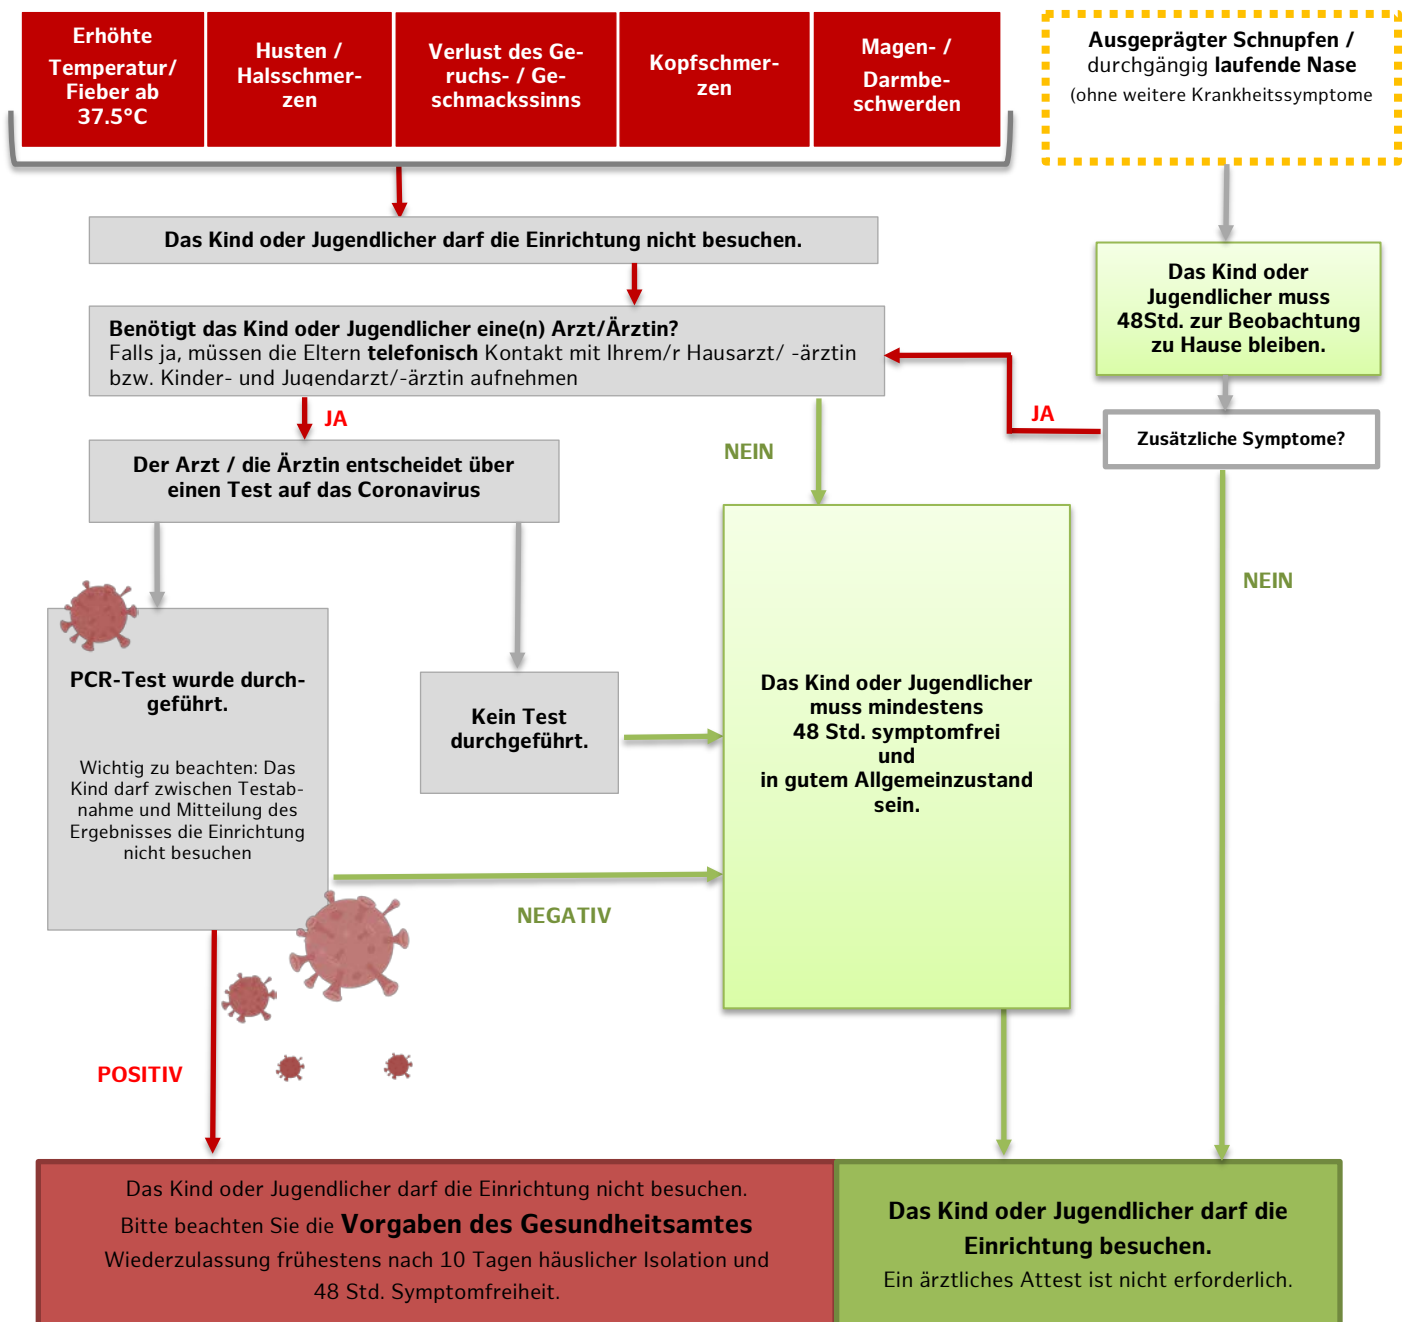 Erhöhte
Temperatur/
Fieber ab
37.5°C
Husten /
Halsschmer-
zen
Verlust des Ge-
ruchs- / Ge-
schmackssinns
Kopfschmer-
zen
Magen- /
Darmbe-
schwerden
Ausgeprägter Schnupfen /
durchgängig laufende Nase
(ohne weitere Krankheitssymptome
Das Kind oder Jugendlicher darf die Einrichtung nicht besuchen.
Das Kind oder
Jugendlicher muss
48Std. zur Beobachtung
zu Hause bleiben.
Benötigt das Kind oder Jugendlicher eine(n) Arzt/Ärztin?
Falls ja, müssen die Eltern telefonisch Kontakt mit Ihrem/r Hausarzt/ -ärztin
bzw. Kinder- und Jugendarzt/-ärztin aufnehmen
JA
JA
Zusätzliche Symptome?
NEIN
Der Arzt / die Ärztin entscheidet über
einen Test auf das Coronavirus
NEIN
PCR-Test wurde durch-
geführt.
Wichtig zu beachten: Das
Kind darf zwischen Testab-
nahme und Mitteilung des
Ergebnisses die Einrichtung
nicht besuchen
Kein Test
durchgeführt.
Das Kind oder Jugendlicher
muss mindestens
48 Std. symptomfrei
und
in gutem Allgemeinzustand
sein.
NEGATIV
POSITIV
Das Kind oder Jugendlicher darf die Einrichtung nicht besuchen.
Bitte beachten Sie die Vorgaben des Gesundheitsamtes
Wiederzulassung frühestens nach 10 Tagen häuslicher Isolation und
48 Std. Symptomfreiheit.
Das Kind oder Jugendlicher darf die
Einrichtung besuchen.
Ein ärztliches Attest ist nicht erforderlich.